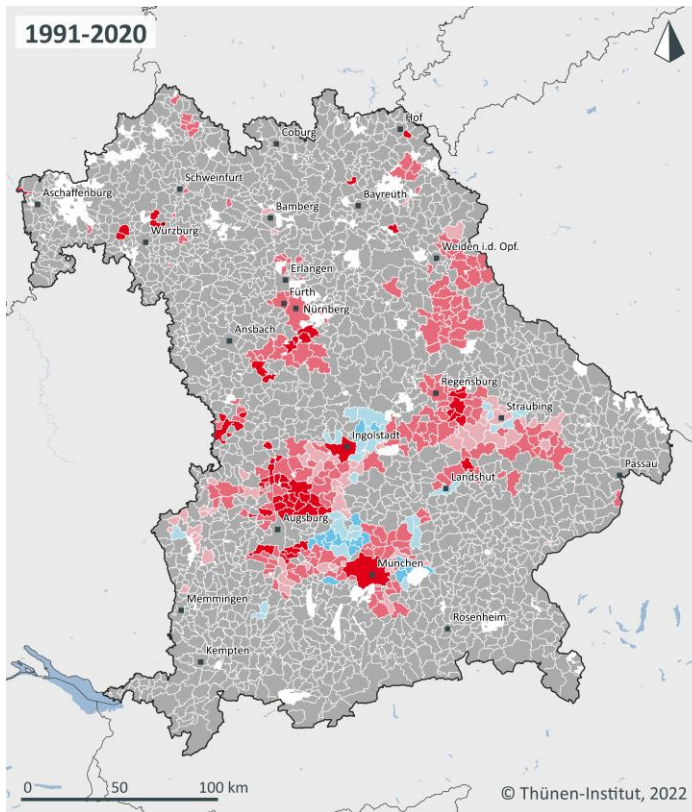 1991-2020
Hof
Coburg
Aschaffenburg
Schweinfurt
Bamberg
Bayreuth
Würzburg
Weiden i.d. Opf.
Erlangen
Fürth
Nürnberg
Ansbach
Regensburg
Straubing
Ingolstadt
Passau
Landshut
Augsburg
München
Memmingen
Rosenheim
Kempten
0 50 100 km
© Thünen-Institut, 2022